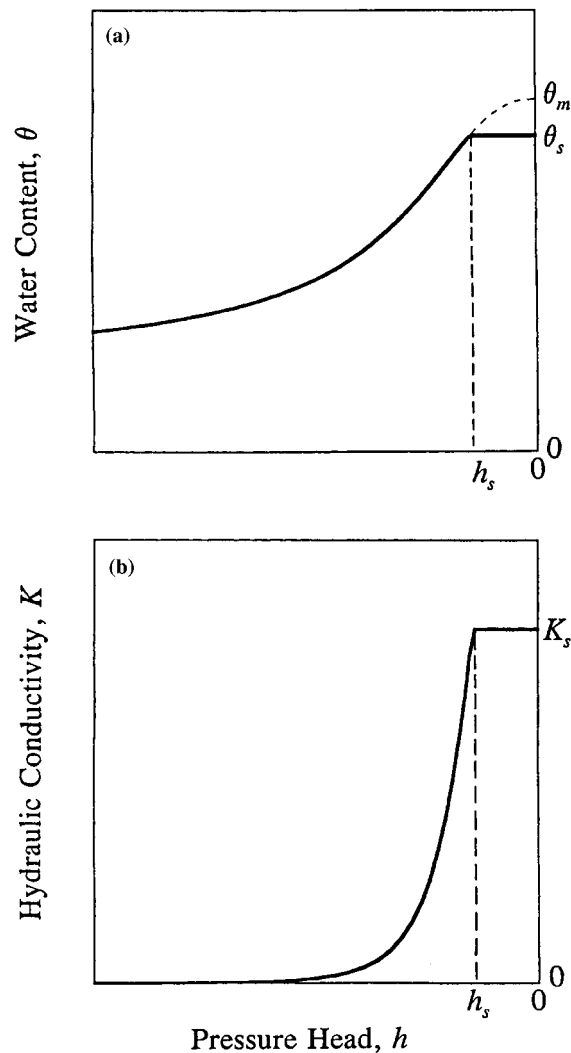 (a)
Water Content, θ
θm
θs
0
hs
0
(b)
Hydraulic Conductivity, K
Ks
0
hs
0
Pressure Head, h